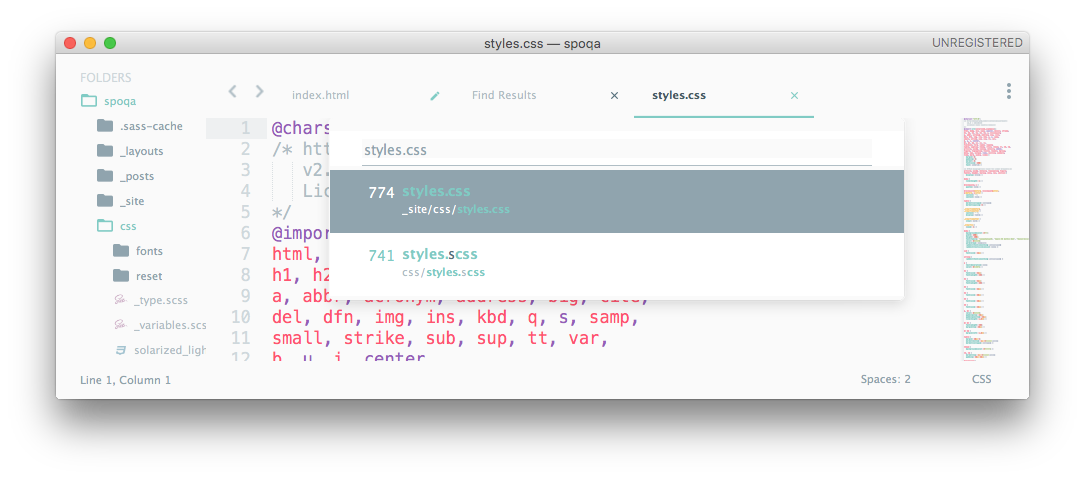 styles.css — spoqa
UNREGISTERED
FOLDERS
spoqa
.sass-cache
_layouts
_posts
_site
css
fonts
reset
_type.scss
_variables.scs
solarized_ligh
index.html
Find Results
styles.css
styles.css
774 styles.css
_site/css/styles.css
741 styles.scss
css/styles.scss
1 @chars
2 /* htt
3 v2.
4 Lic
5 */
6 @impor
7 html,
8 h1, h2
9 a, abbr, acronym, address, big, cite,
10 del, dfn, img, ins, kbd, q, s, samp,
11 small, strike, sub, sup, tt, var,
12 b, u, i, center,
Line 1, Column 1
Spaces: 2
CSS